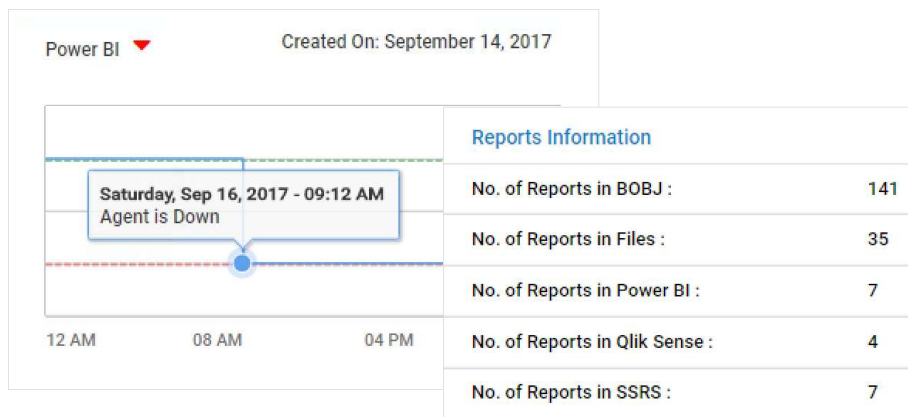 Power BI
Created On: September 14, 2017
Saturday, Sep 16, 2017 - 09:12 AM
Agent is Down
12 AM 08 AM 04 PM
Reports Information
No. of Reports in BOBJ : 141
No. of Reports in Files : 35
No. of Reports in Power BI : 7
No. of Reports in Qlik Sense : 4
No. of Reports in SSRS : 7